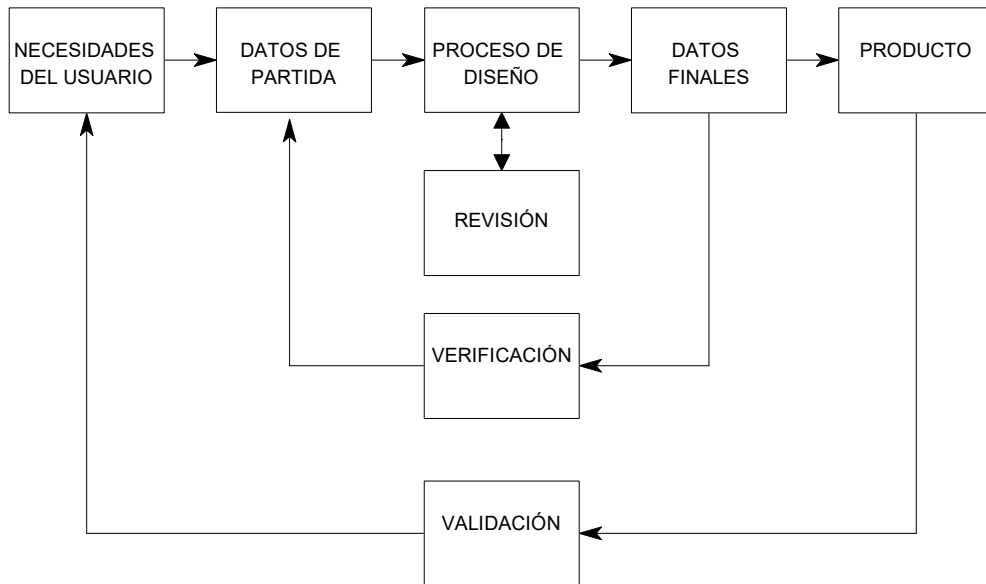 NECESIDADES
DEL USUARIO
DATOS DE
PARTIDA
PROCESO DE
DISEÑO
DATOS
FINALES
PRODUCTO
REVISIÓN
VERIFICACIÓN
VALIDACIÓN